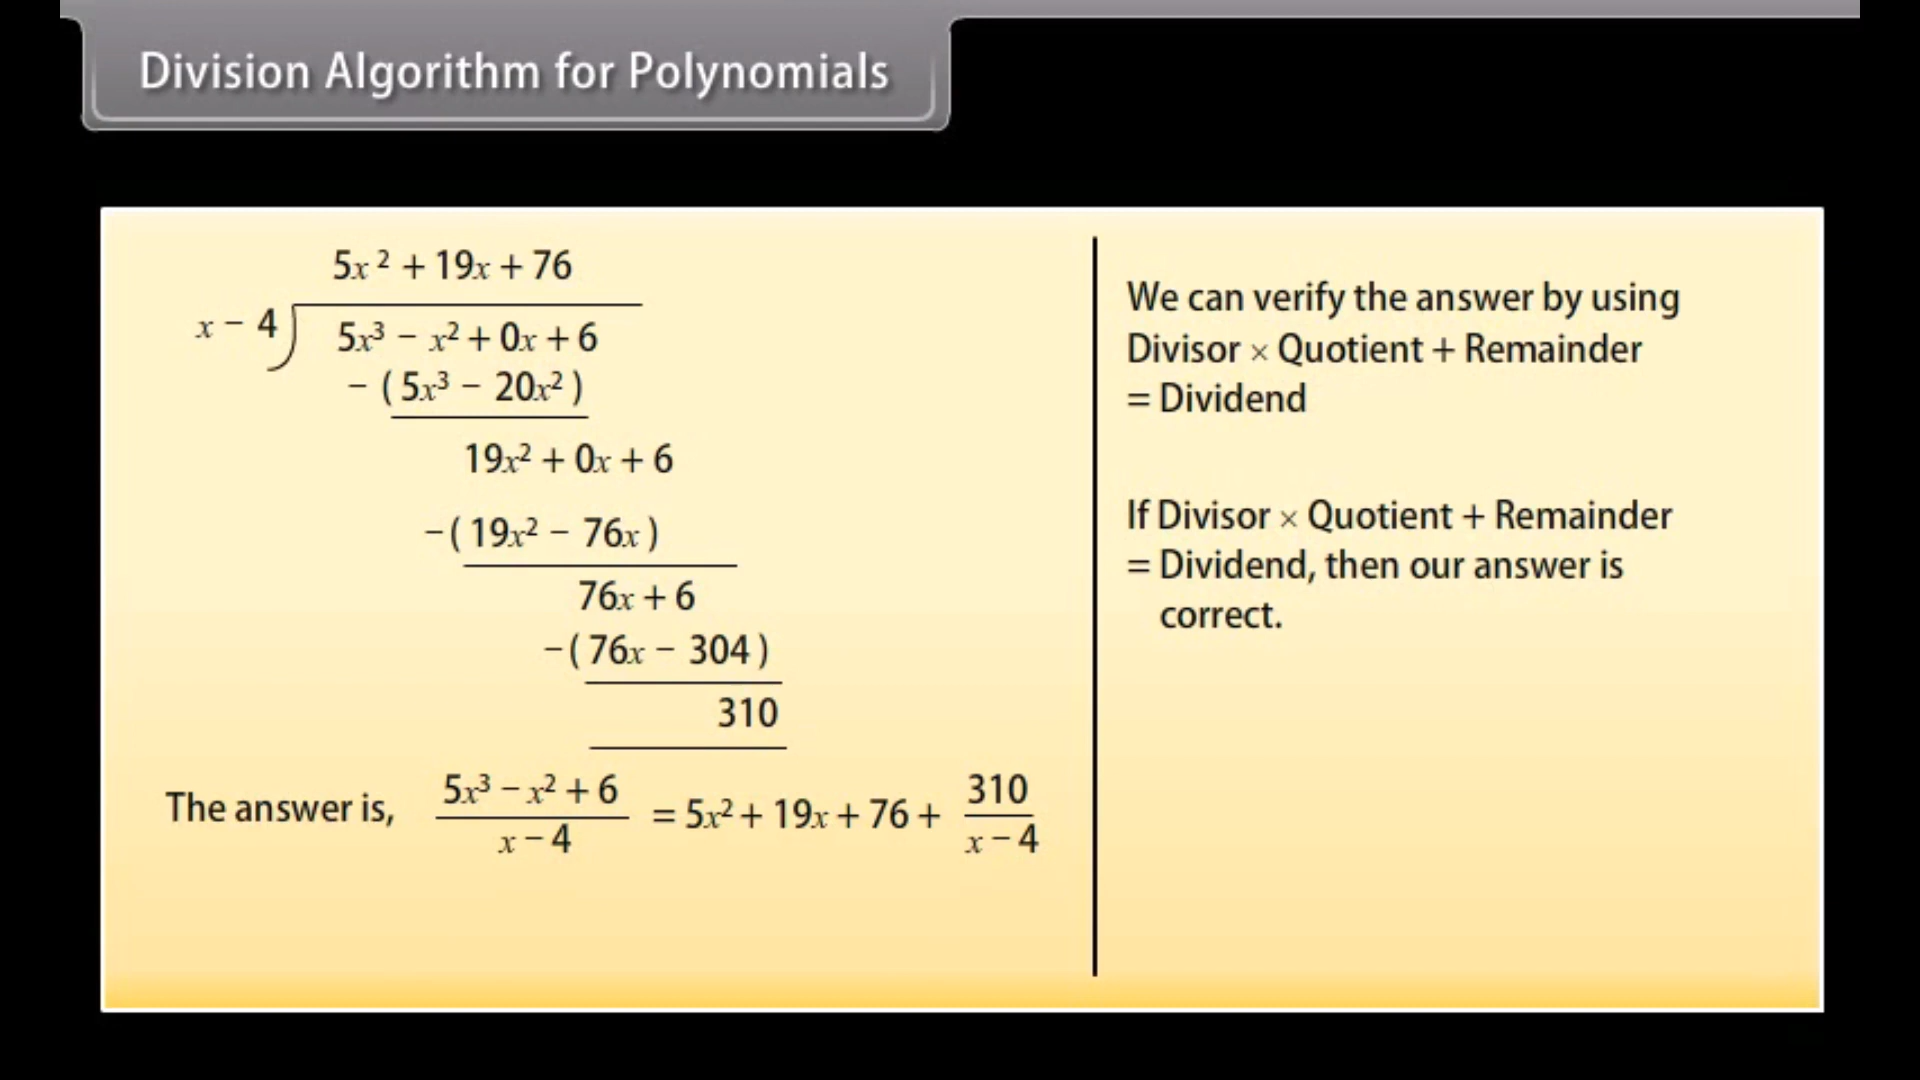 Division Algorithm for Polynomials
5x² + 19x + 76
x − 4) 5x³ − x² + 0x + 6
− ( 5x³ − 20x² )
19x² + 0x + 6
−( 19x² − 76x )
76x + 6
−( 76x − 304 )
310
The answer is, (5x³ − x² + 6)/(x − 4) = 5x² + 19x + 76 + 310/(x − 4)
We can verify the answer by using
Divisor × Quotient + Remainder
= Dividend
If Divisor × Quotient + Remainder
= Dividend, then our answer is
correct.